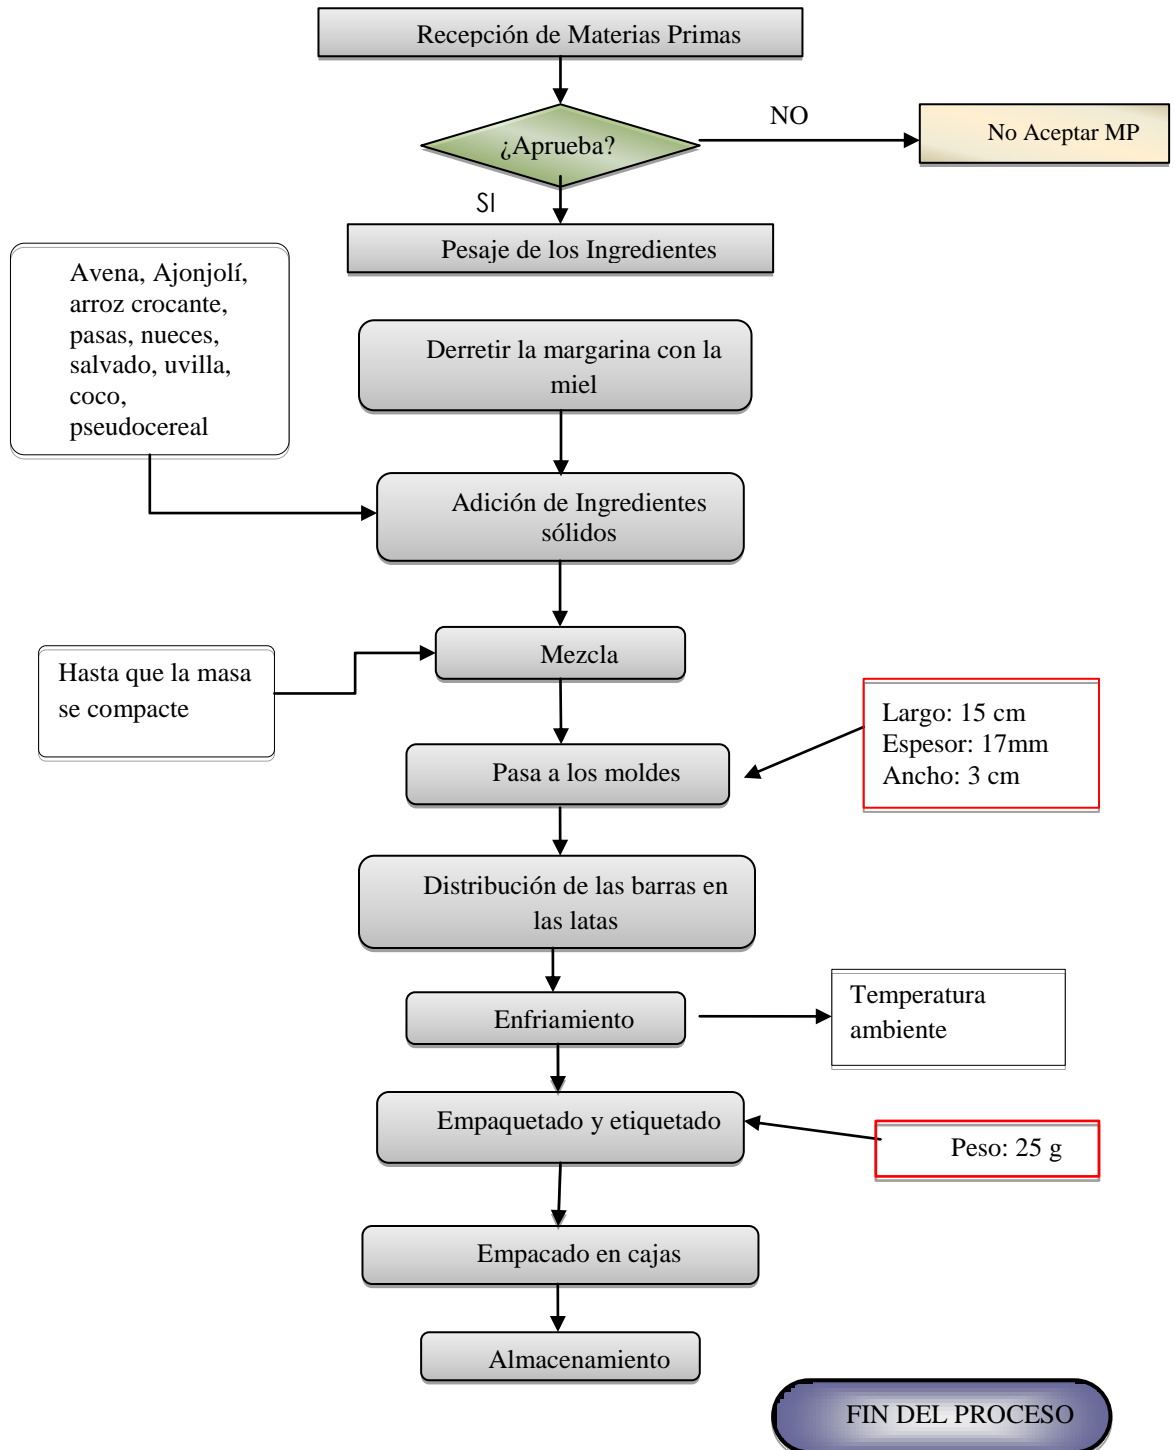 Recepción de Materias Primas
¿Aprueba?
NO
No Aceptar MP
SI
Pesaje de los Ingredientes
Avena, Ajonjolí,
arroz crocante,
pasas, nueces,
salvado, uvilla,
coco,
pseudocereal
Derretir la margarina con la
miel
Adición de Ingredientes
sólidos
Mezcla
Hasta que la masa
se compacte
Largo: 15 cm
Espesor: 17mm
Ancho: 3 cm
Pasa a los moldes
Distribución de las barras en
las latas
Enfriamiento
Temperatura
ambiente
Empaquetado y etiquetado
Peso: 25 g
Empacado en cajas
Almacenamiento
FIN DEL PROCESO